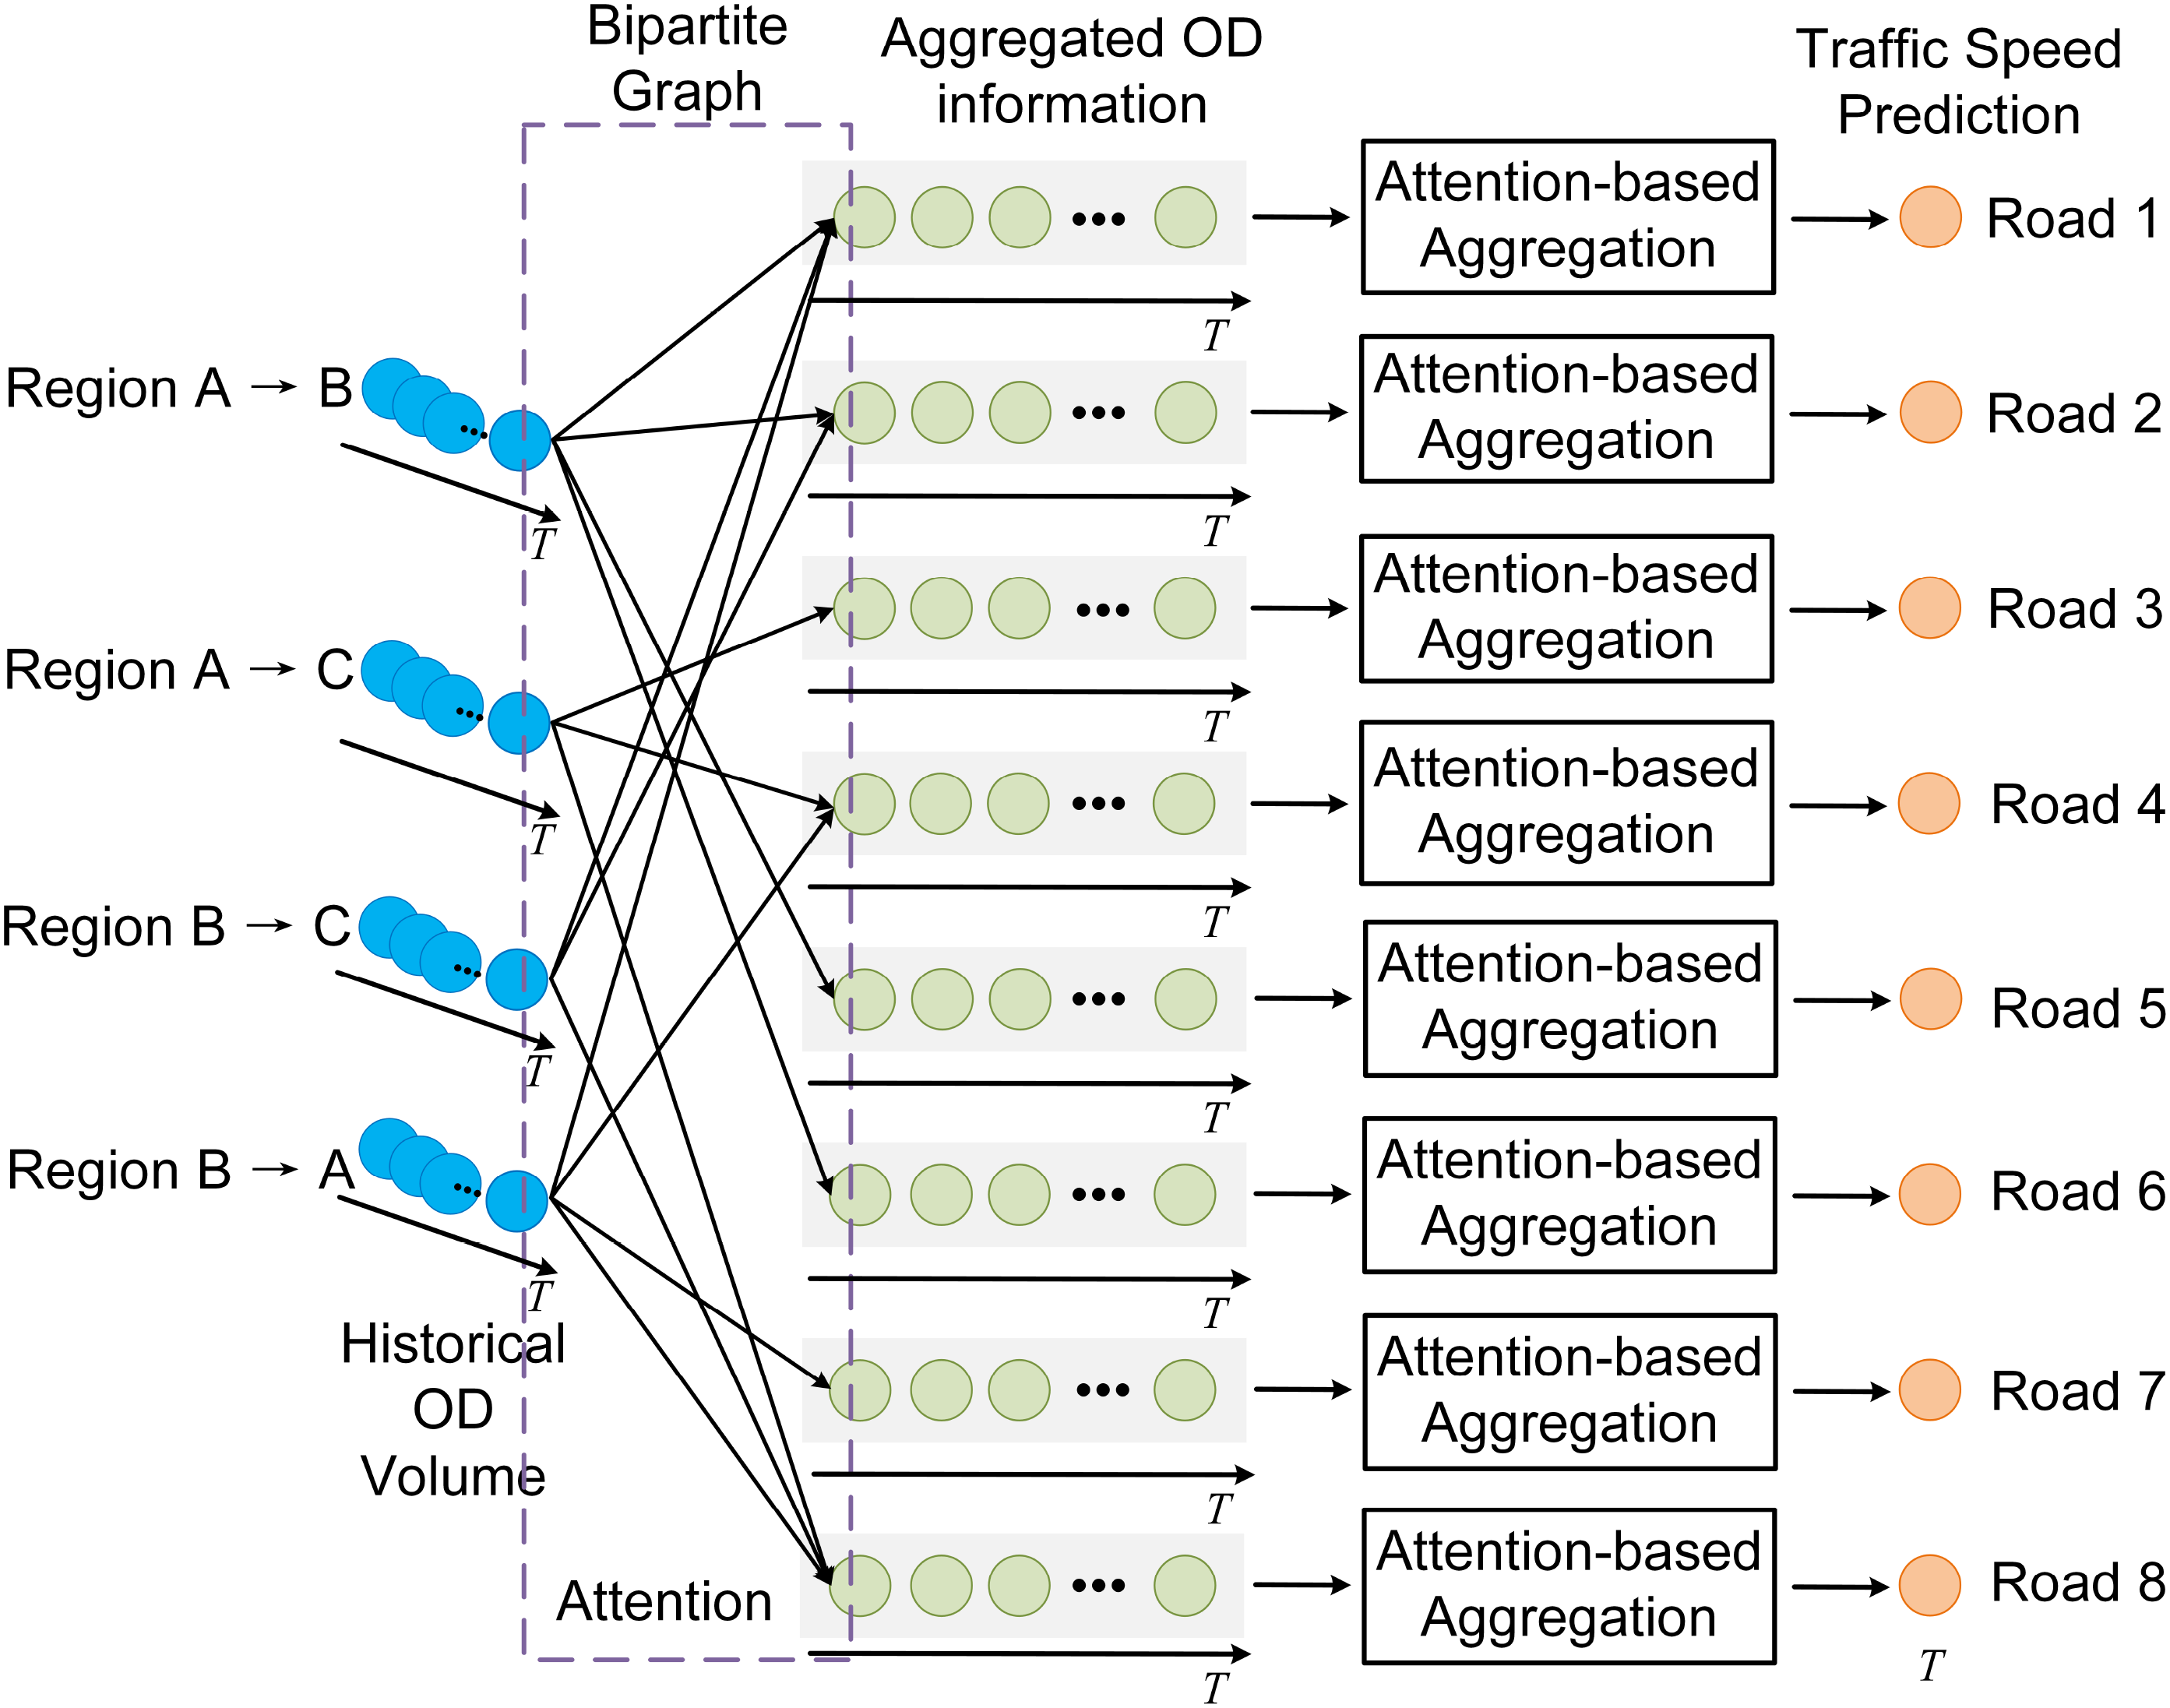 Bipartite
Graph
Aggregated OD
information
Traffic Speed
Prediction
Attention-based
Aggregation
Road 1
T
Region A → B
T
Attention-based
Aggregation
Road 2
T
Attention-based
Aggregation
Road 3
T
Region A → C
T
Attention-based
Aggregation
Road 4
T
Region B → C
T
Attention-based
Aggregation
Road 5
T
Region B → A
T
Attention-based
Aggregation
Road 6
T
Historical
OD
Volume
Attention-based
Aggregation
Road 7
T
Attention
Attention-based
Aggregation
Road 8
T
T